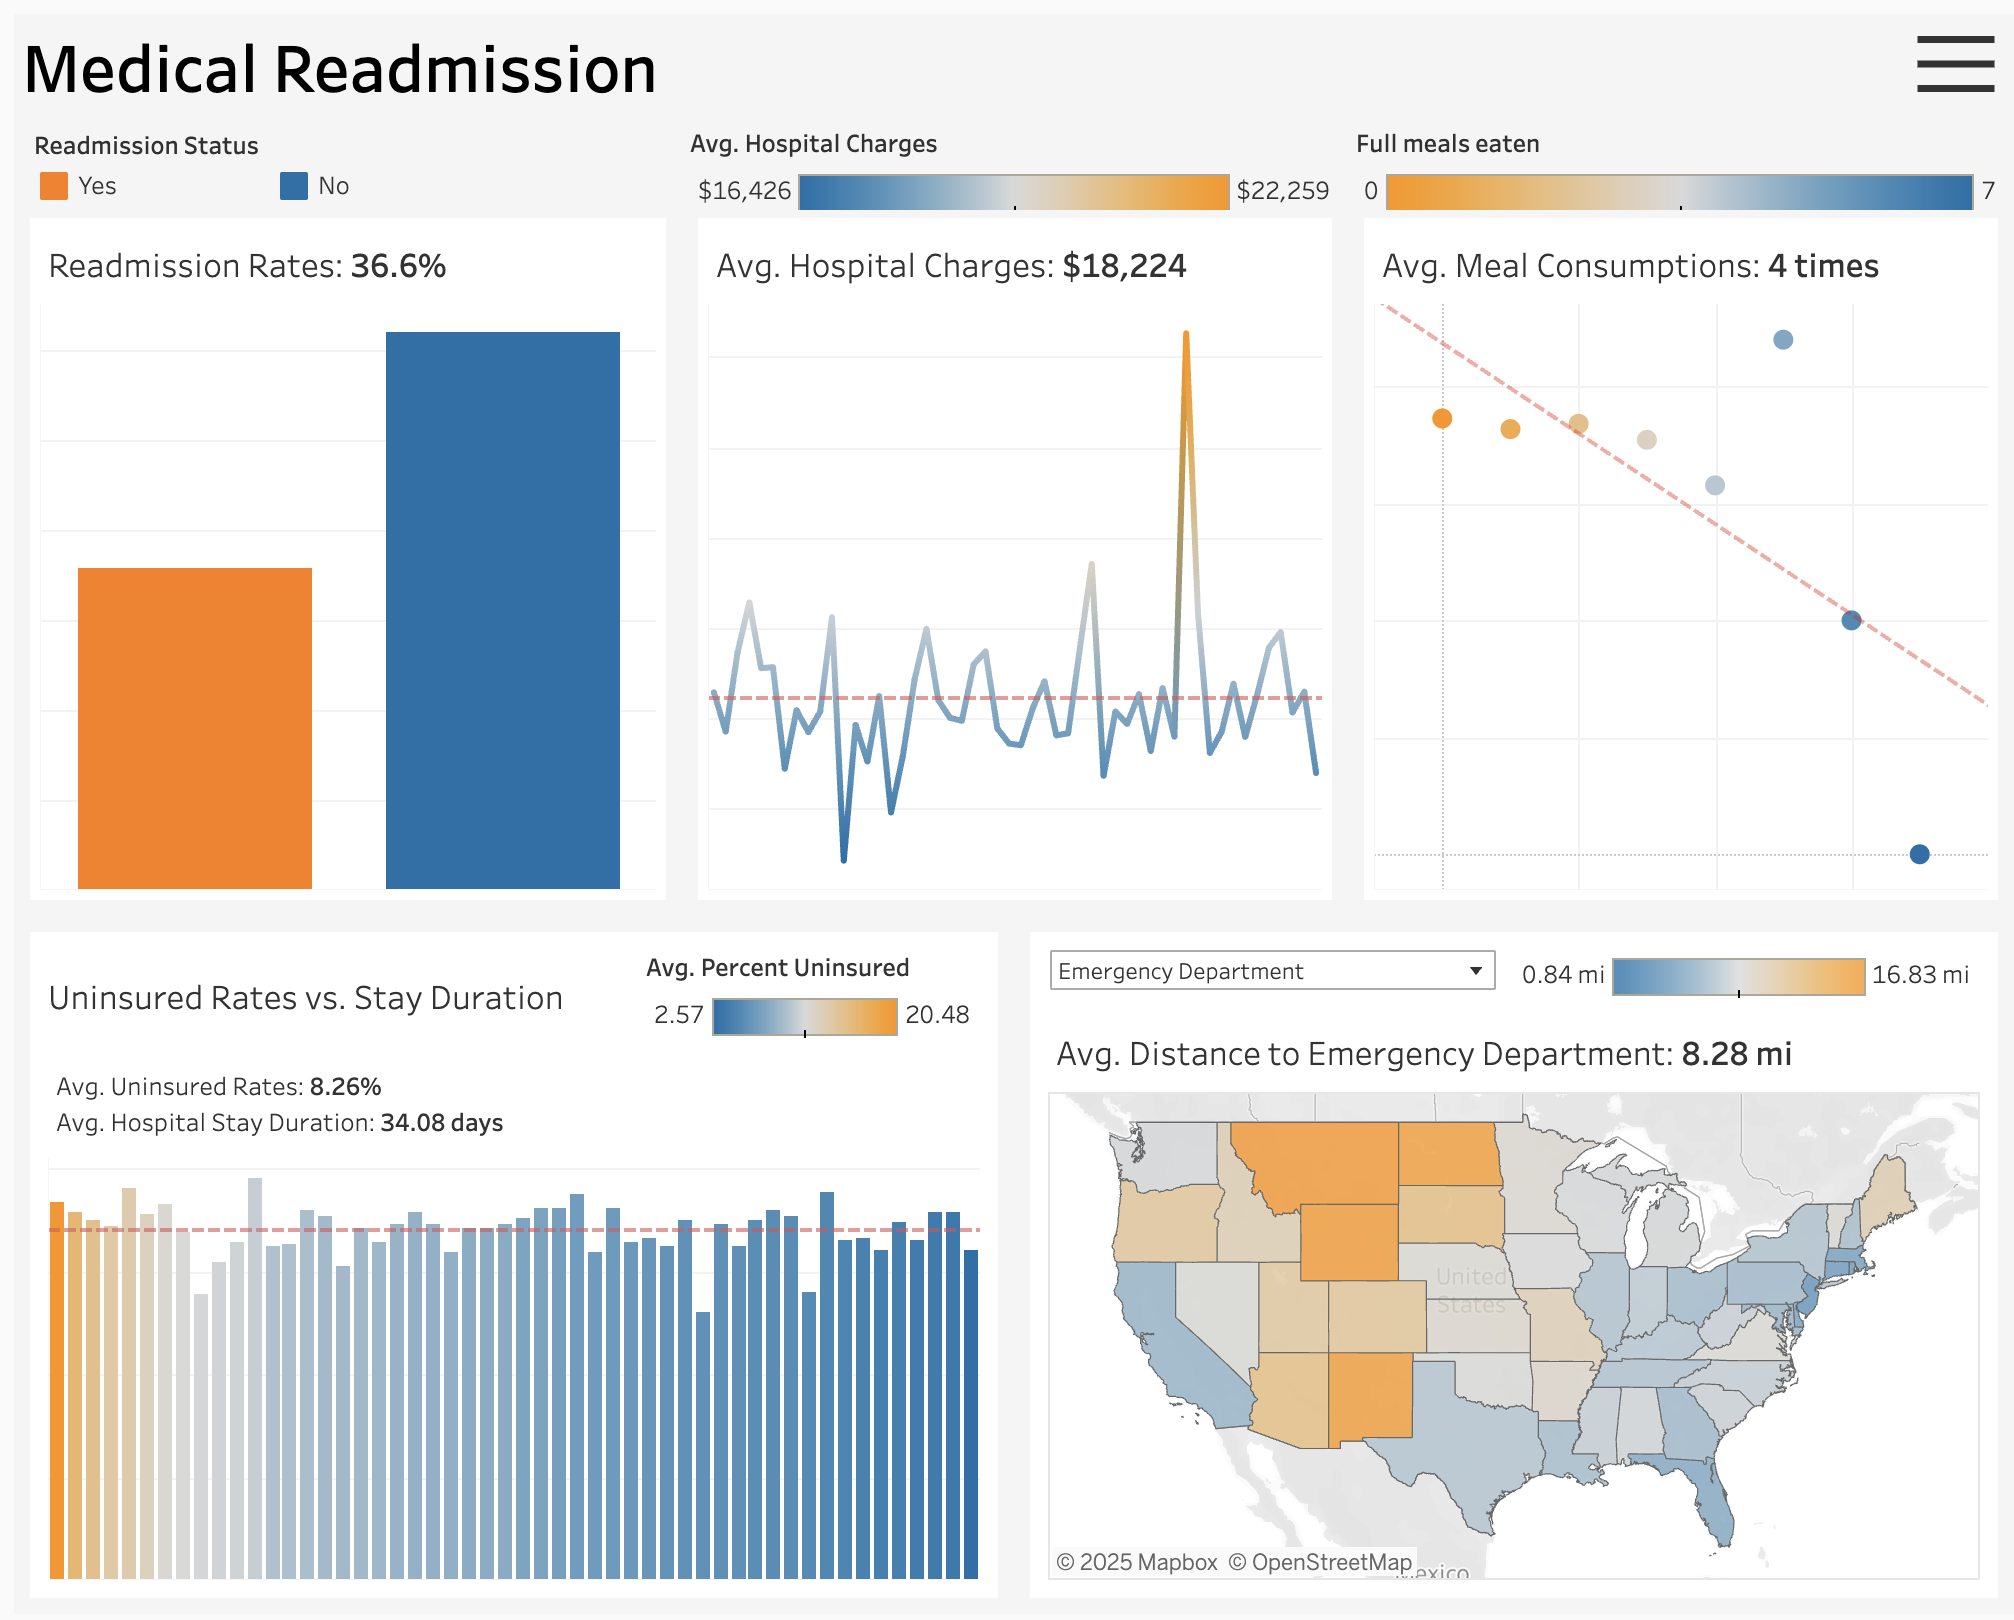 Medical Readmission
Readmission Status
Yes
No
Avg. Hospital Charges
$16,426
$22,259
Full meals eaten
0
7
Readmission Rates: 36.6%
Avg. Hospital Charges: $18,224
Avg. Meal Consumptions: 4 times
Uninsured Rates vs. Stay Duration
Avg. Percent Uninsured
2.57
20.48
Avg. Uninsured Rates: 8.26%
Avg. Hospital Stay Duration: 34.08 days
Emergency Department
0.84 mi
16.83 mi
Avg. Distance to Emergency Department: 8.28 mi
United
States
© 2025 Mapbox © OpenStreetMap
Mexico